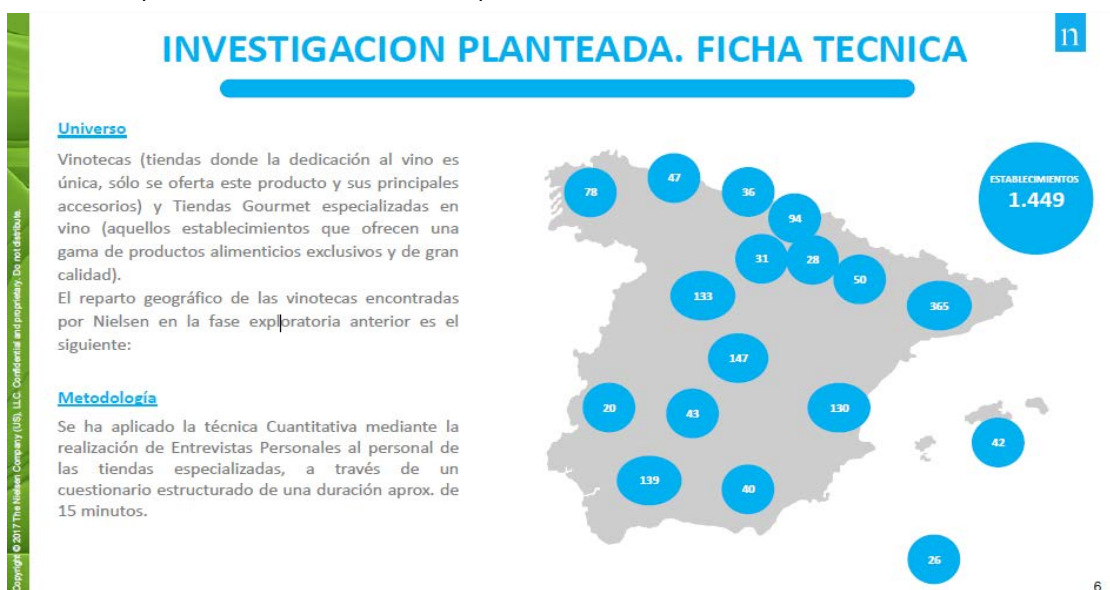 INVESTIGACION PLANTEADA. FICHA TECNICA
n
Universo
Vinotecas (tiendas donde la dedicación al vino es
única, sólo se oferta este producto y sus principales
accesorios) y Tiendas Gourmet especializadas en
vino (aquellos establecimientos que ofrecen una
gama de productos alimenticios exclusivos y de gran
calidad).
El reparto geográfico de las vinotecas encontradas
por Nielsen en la fase exploratoria anterior es el
siguiente:
Metodología
Se ha aplicado la técnica Cuantitativa mediante la
realización de Entrevistas Personales al personal de
las tiendas especializadas, a través de un
cuestionario estructurado de una duración aprox. de
15 minutos.
ESTABLECIMIENTOS
1.449
78
47
36
94
31
28
50
133
365
147
20
43
130
42
139
40
26
6
Copyright © 2017 The Nielsen Company (US), LLC. Confidential and proprietary. Do not distribute.